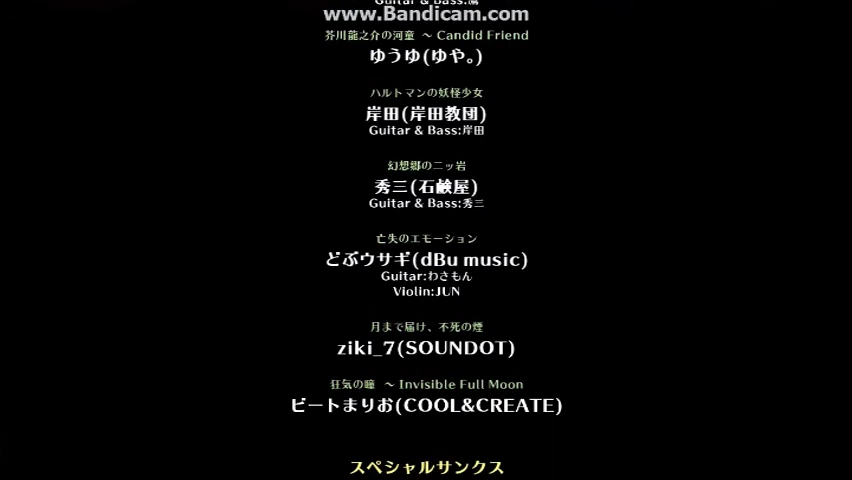 Guitar & Bass:鷹
www.Bandicam.com
芥川龍之介の河童 ～ Candid Friend
ゆうゆ(ゆや。)
ハルトマンの妖怪少女
岸田(岸田教団)
Guitar & Bass:岸田
幻想郷の二ッ岩
秀三(石鹸屋)
Guitar & Bass:秀三
亡失のエモーション
どぶウサギ(dBu music)
Guitar:わさもん
Violin:JUN
月まで届け、不死の煙
ziki_7(SOUNDOT)
狂気の瞳 ～ Invisible Full Moon
ビートまりお(COOL&CREATE)
スペシャルサンクス